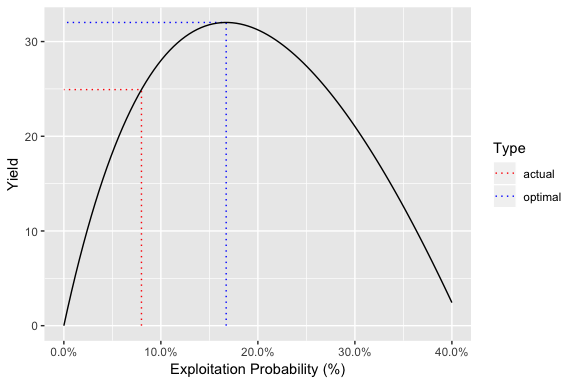 Yield
30
20
10
0
0.0%
10.0%
20.0%
30.0%
40.0%
Exploitation Probability (%)
Type
actual
optimal